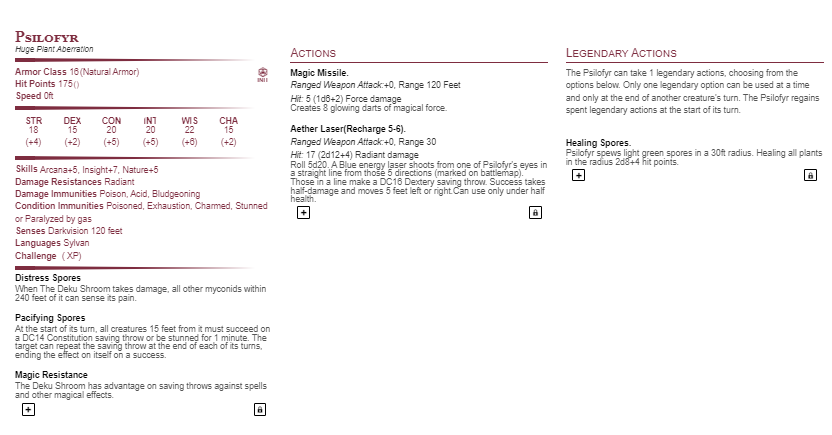 PSILOFYR
Huge Plant Aberration
Armor Class 16 (Natural Armor)
INIT
Hit Points 175 ()
Speed 0ft
STR DEX CON INT WIS CHA
18 15 20 20 22 15
(+4) (+2) (+5) (+5) (+6) (+2)
Skills Arcana+5, Insight+7, Nature+5
Damage Resistances Radiant
Damage Immunities Poison, Acid, Bludgeoning
Condition Immunities Poisoned, Exhaustion, Charmed, Stunned
or Paralyzed by gas
Senses Darkvision 120 feet
Languages Sylvan
Challenge ( XP)
Distress Spores
When The Deku Shroom takes damage, all other myconids within
240 feet of it can sense its pain.
Pacifying Spores
At the start of its turn, all creatures 15 feet from it must succeed on
a DC14 Constitution saving throw or be stunned for 1 minute. The
target can repeat the saving throw at the end of each of its turns,
ending the effect on itself on a success.
Magic Resistance
The Deku Shroom has advantage on saving throws against spells
and other magical effects.
ACTIONS
Magic Missile.
Ranged Weapon Attack:+0, Range 120 Feet
Hit: 5 (1d6+2) Force damage
Creates 8 glowing darts of magical force.
Aether Laser(Recharge 5-6).
Ranged Weapon Attack:+0, Range 30
Hit: 17 (2d12+4) Radiant damage
Roll 5d20. A Blue energy laser shoots from one of Psilofyr's eyes in
a straight line from those 5 directions (marked on battlemap).
Those in a line make a DC16 Dextery saving throw. Success takes
half-damage and moves 5 feet left or right.Can use only under half
health.
LEGENDARY ACTIONS
The Psilofyr can take 1 legendary actions, choosing from the
options below. Only one legendary option can be used at a time
and only at the end of another creature's turn. The Psilofyr regains
spent legendary actions at the start of its turn.
Healing Spores.
Psilofyr spews light green spores in a 30ft radius. Healing all plants
in the radius 2d8+4 hit points.